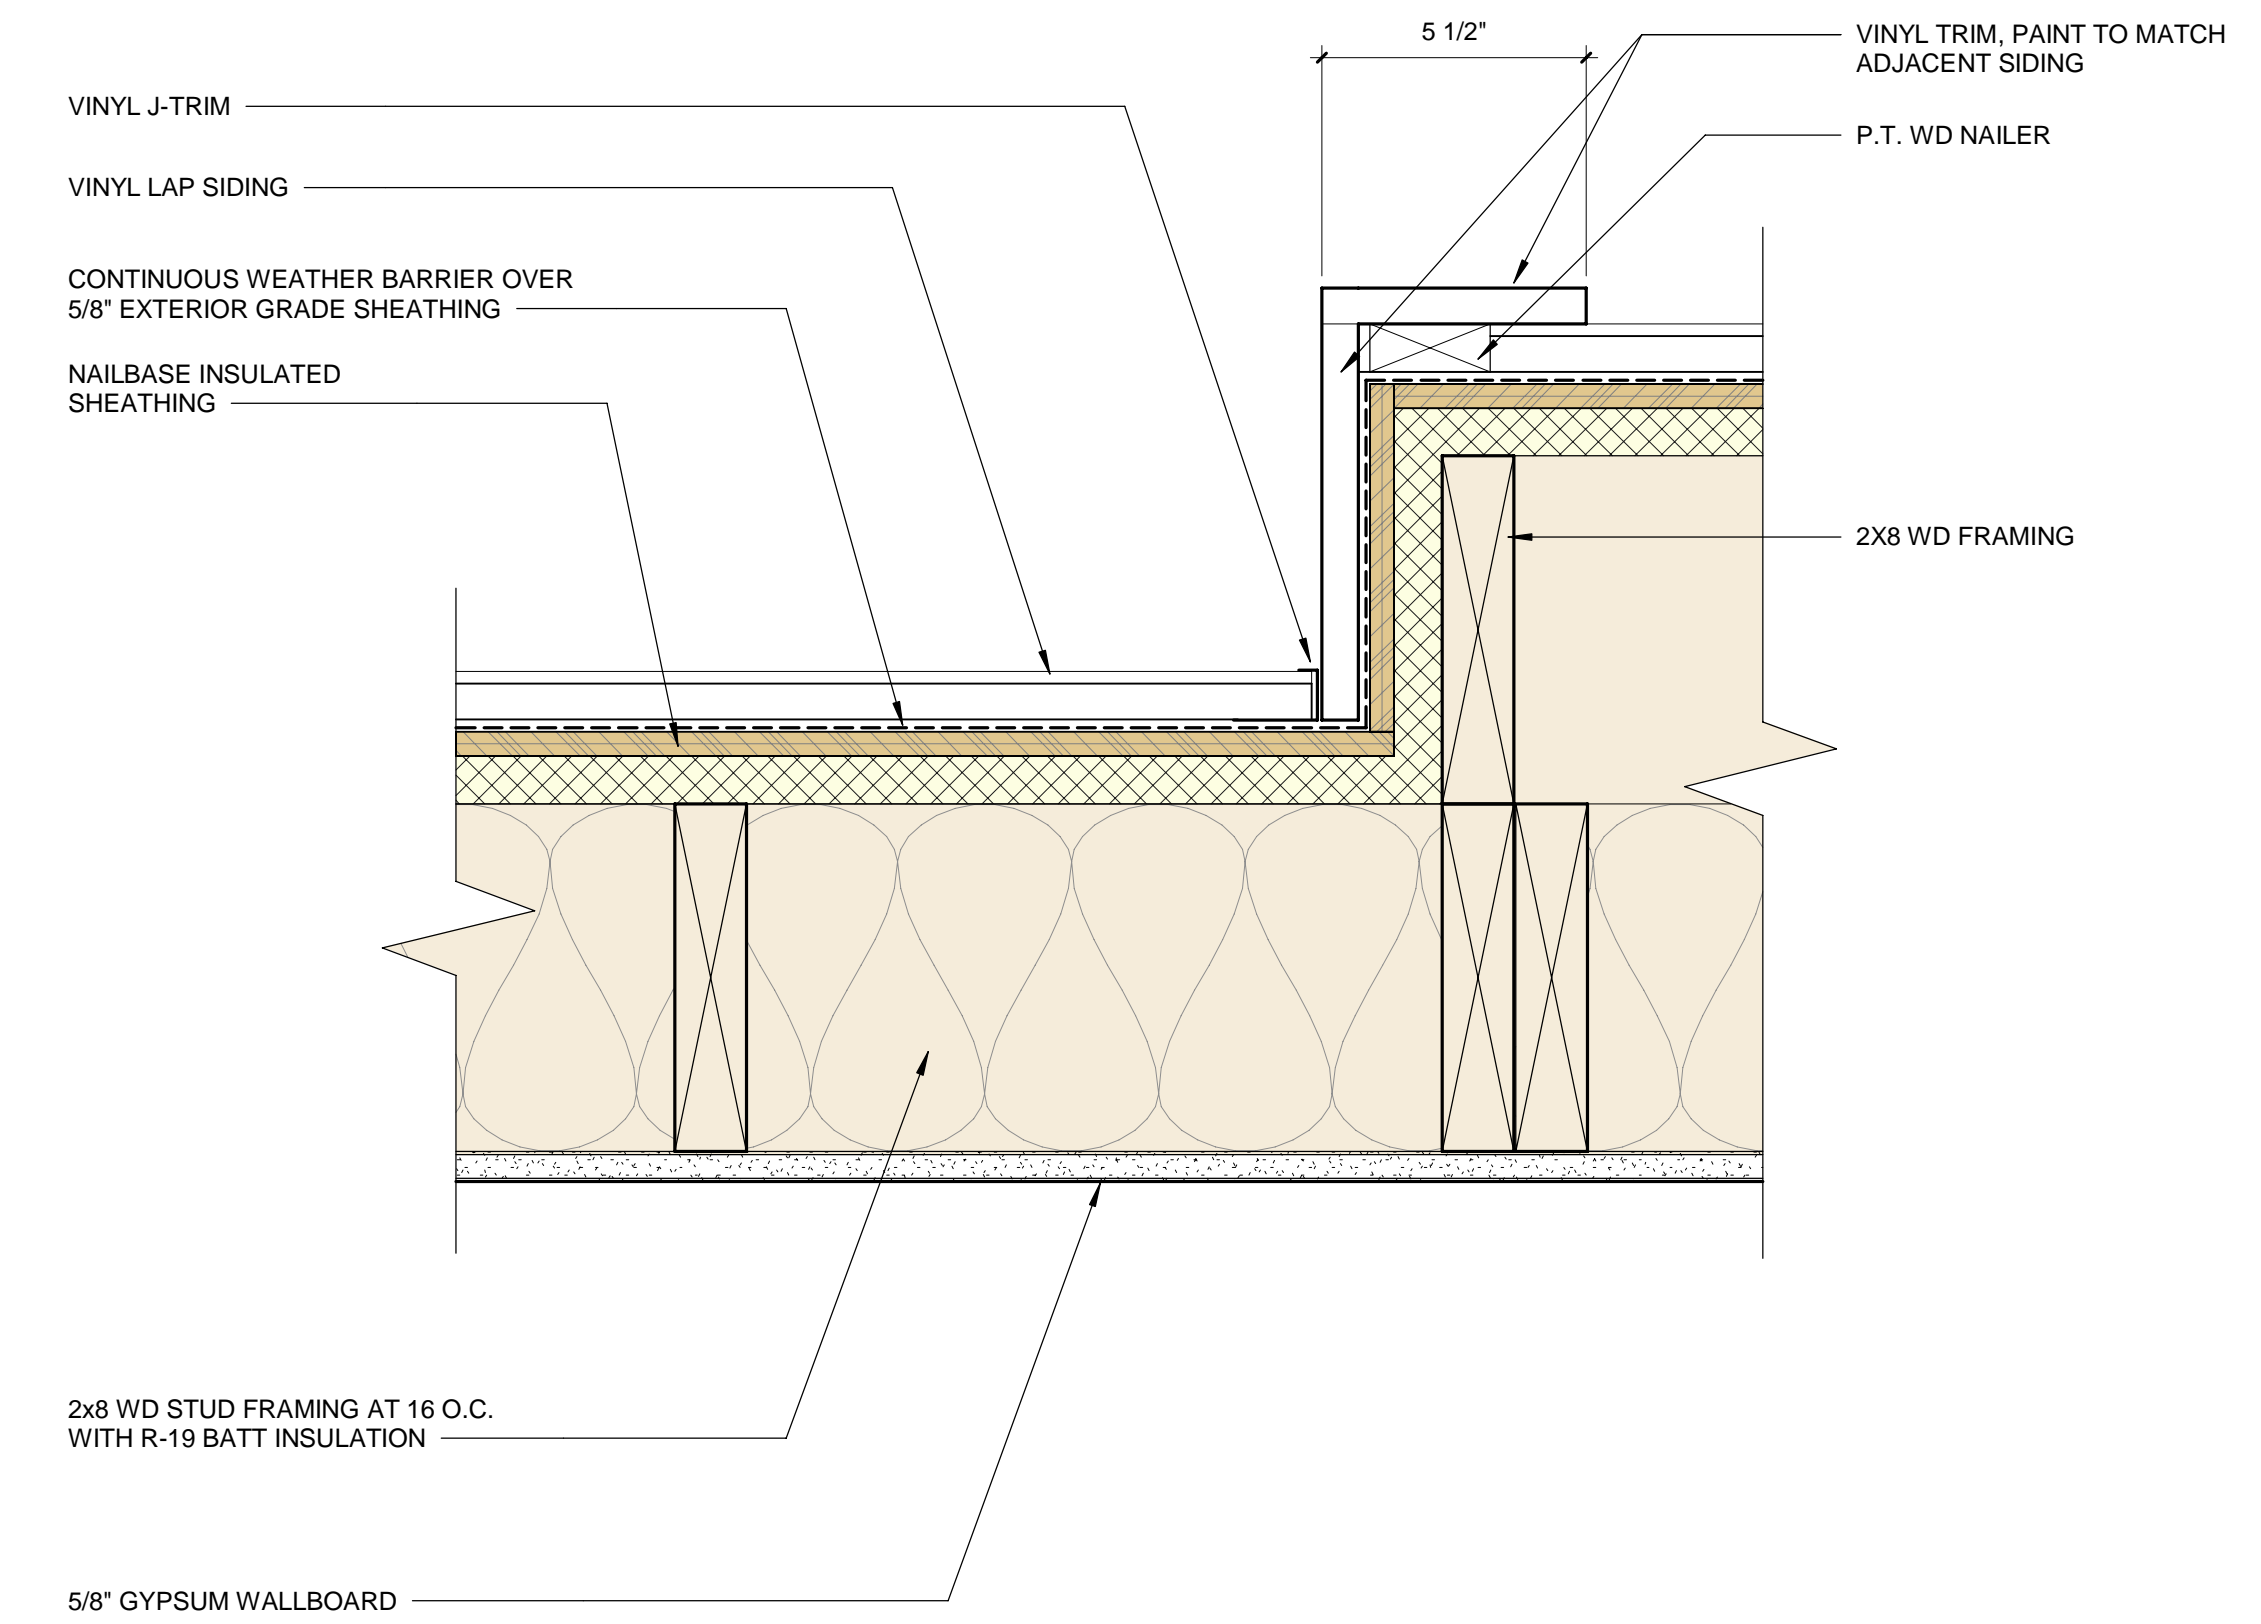 5 1/2"
VINYL TRIM, PAINT TO MATCH
ADJACENT SIDING
VINYL J-TRIM
P.T. WD NAILER
VINYL LAP SIDING
CONTINUOUS WEATHER BARRIER OVER
5/8" EXTERIOR GRADE SHEATHING
NAILBASE INSULATED
SHEATHING
2X8 WD FRAMING
2x8 WD STUD FRAMING AT 16 O.C.
WITH R-19 BATT INSULATION
5/8" GYPSUM WALLBOARD